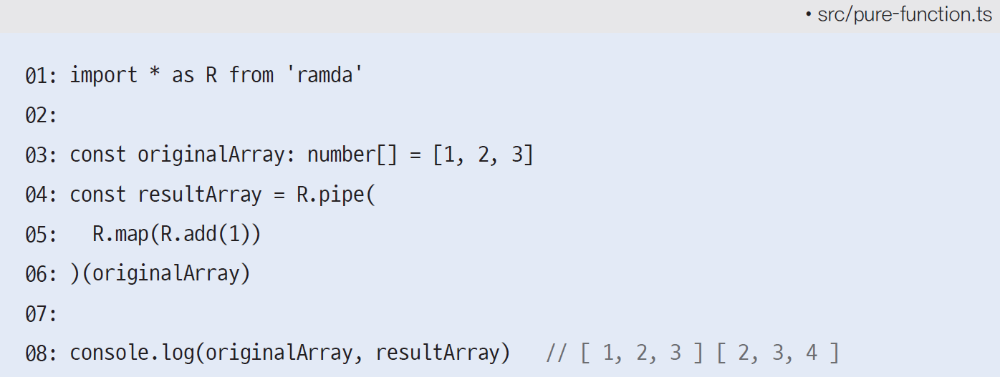 • src/pure-function.ts
01: import * as R from 'ramda'
02:
03: const originalArray: number[] = [1, 2, 3]
04: const resultArray = R.pipe(
05:   R.map(R.add(1))
06: )(originalArray)
07:
08: console.log(originalArray, resultArray)   // [ 1, 2, 3 ] [ 2, 3, 4 ]